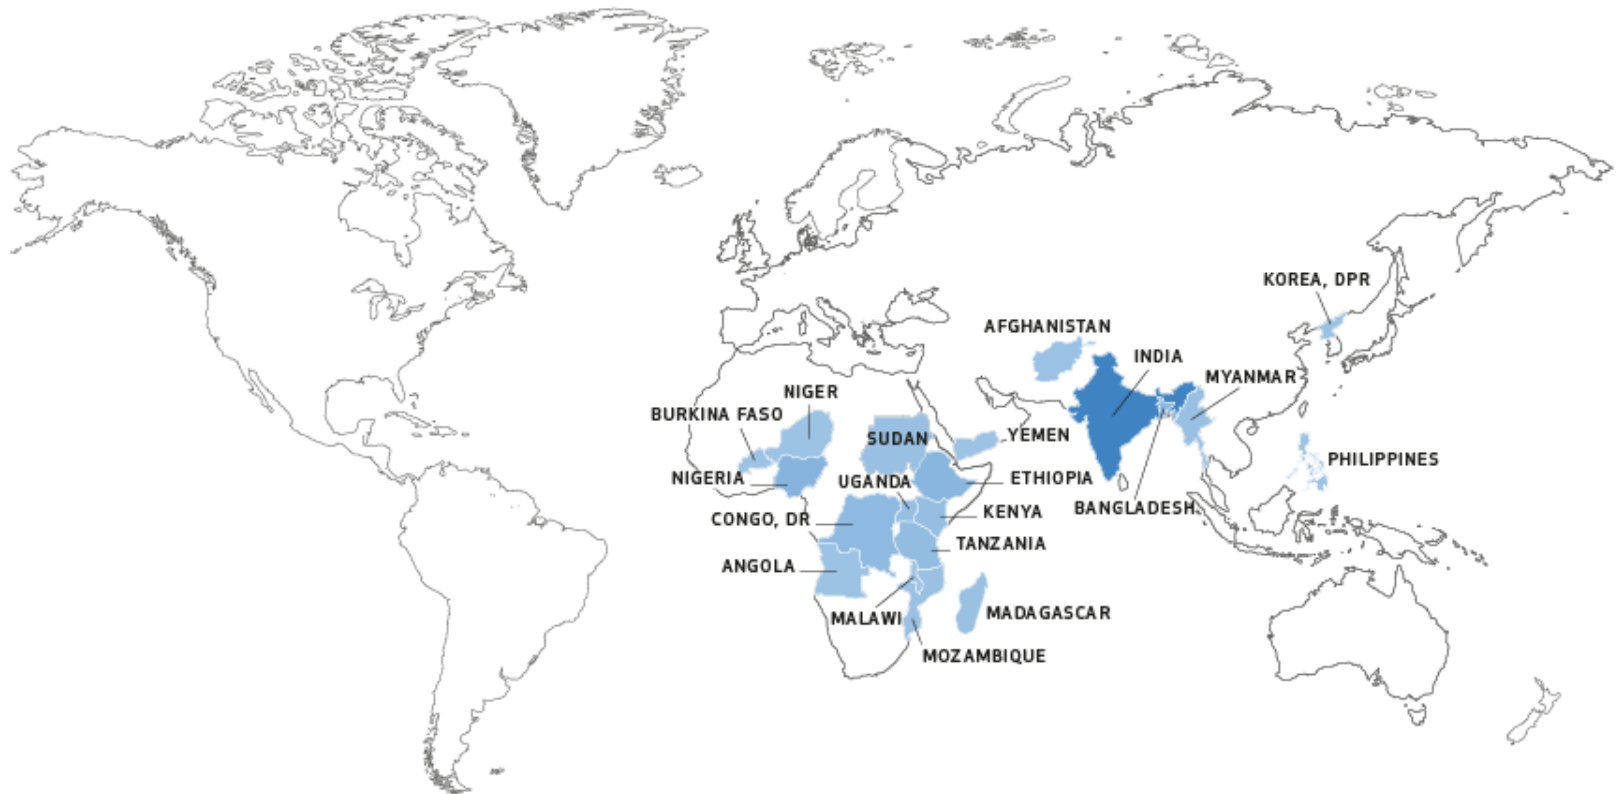 KOREA, DPR
AFGHANISTAN
INDIA
MYANMAR
NIGER
BURKINA FASO
SUDAN
YEMEN
PHILIPPINES
NIGERIA
UGANDA
ETHIOPIA
BANGLADESH
KENYA
CONGO, DR
TANZANIA
ANGOLA
MALAWI
MADAGASCAR
MOZAMBIQUE